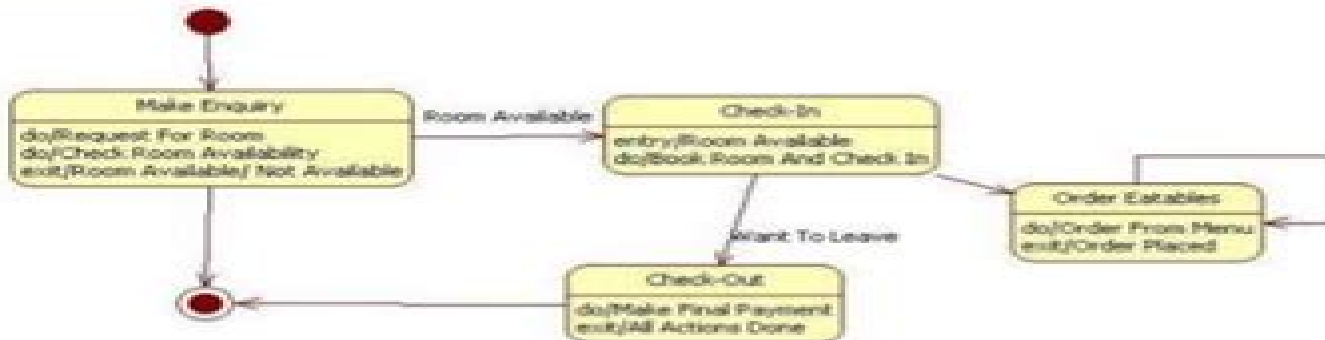 Make Enquiry
do/Request For Room
do/Check Room Availability
exit/Room Available/ Not Available
Room Available
Check-In
entry/Room Available
do/Book Room And Check In
Order Eatables
do/Order From Menu
exit/Order Placed
Want To Leave
Check-Out
do/Make Final Payment
exit/All Actions Done